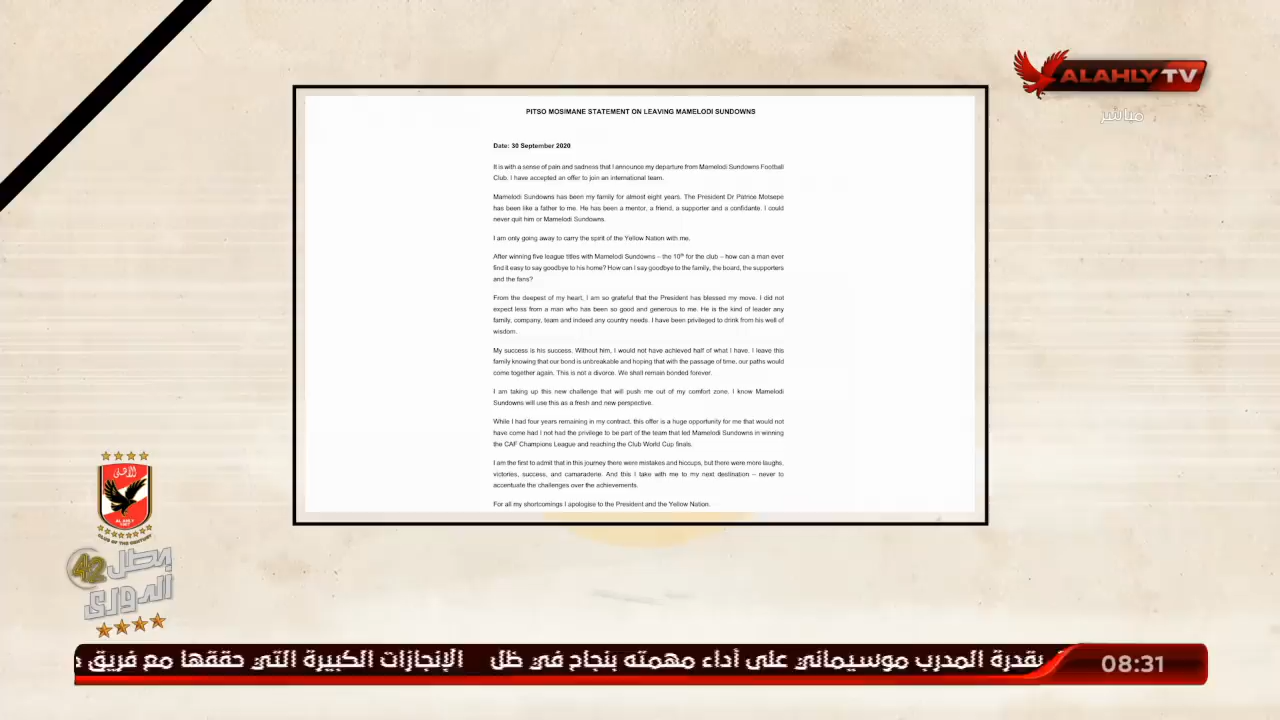 ALAHLY TV
مباشر
PITSO MOSIMANE STATEMENT ON LEAVING MAMELODI SUNDOWNS
Date: 30 September 2020
It is with a sense of pain and sadness that I announce my departure from Mamelodi Sundowns Football
Club. I have accepted an offer to join an international team.
Mamelodi Sundowns has been my family for almost eight years. The President Dr Patrice Motsepe
has been like a father to me. He has been a mentor, a friend, a supporter and a confidante. I could
never quit him or Mamelodi Sundowns.
I am only going away to carry the spirit of the Yellow Nation with me.
After winning five league titles with Mamelodi Sundowns – the 10th for the club – how can a man ever
find it easy to say goodbye to his home? How can I say goodbye to the family, the board, the supporters
and the fans?
From the deepest of my heart, I am so grateful that the President has blessed my move. I did not
expect less from a man who has been so good and generous to me. He is the kind of leader any
family, company, team and indeed any country needs. I have been privileged to drink from his well of
wisdom.
My success is his success. Without him, I would not have achieved half of what I have. I leave this
family knowing that our bond is unbreakable and hoping that with the passage of time, our paths would
come together again. This is not a divorce. We shall remain bonded forever.
I am taking up this new challenge that will push me out of my comfort zone. I know Mamelodi
Sundowns will use this as a fresh and new perspective.
While I had four years remaining in my contract, this offer is a huge opportunity for me that would not
have come had I not had the privilege to be part of the team that led Mamelodi Sundowns in winning
the CAF Champions League and reaching the Club World Cup finals.
I am the first to admit that in this journey there were mistakes and hiccups, but there were more laughs,
victories, success, and camaraderie. And this I take with me to my next destination – never to
accentuate the challenges over the achievements.
For all my shortcomings I apologise to the President and the Yellow Nation.
الأهلي
AL AHLY
1907
CLUB OF THE CENTURY
بطل 42
الدورى
بقدرة المدرب موسيماني على أداء مهمته بنجاح في ظل الإنجازات الكبيرة التي حققها مع فريق
08:31